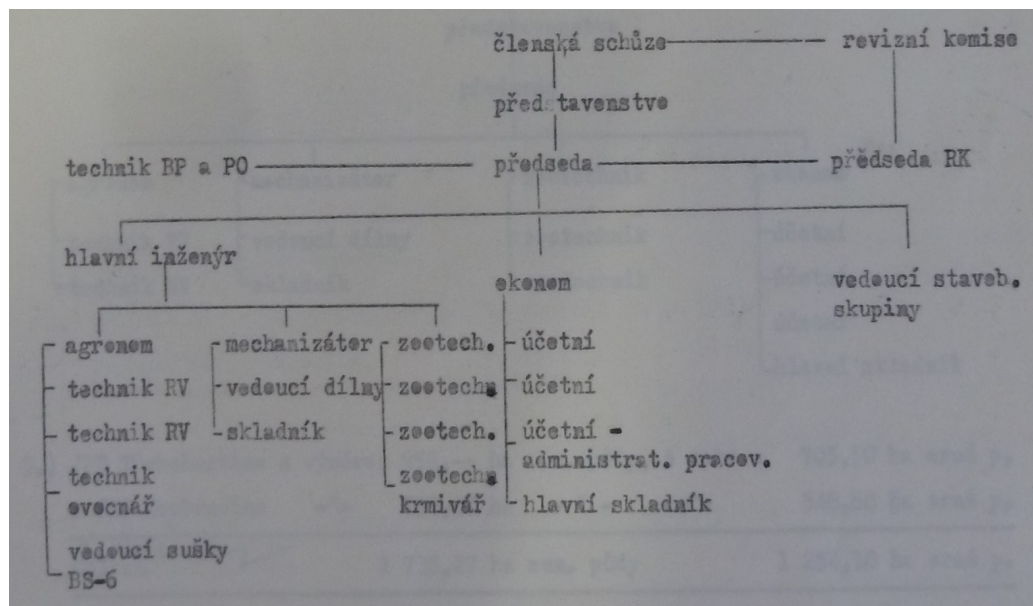 členská schůze revizní komise
představenstvo
technik BP a PO předseda předseda RK
hlavní inženýr
ekonom vedoucí staveb.
skupiny
agronom mechanizátor zootech. účetní
technik RV vedoucí dílny zootech. účetní
technik RV skladník zootech. účetní -
administrat. pracov.
technik zootech.
ovocnář krmivář hlavní skladník
vedoucí sušky
BS-6